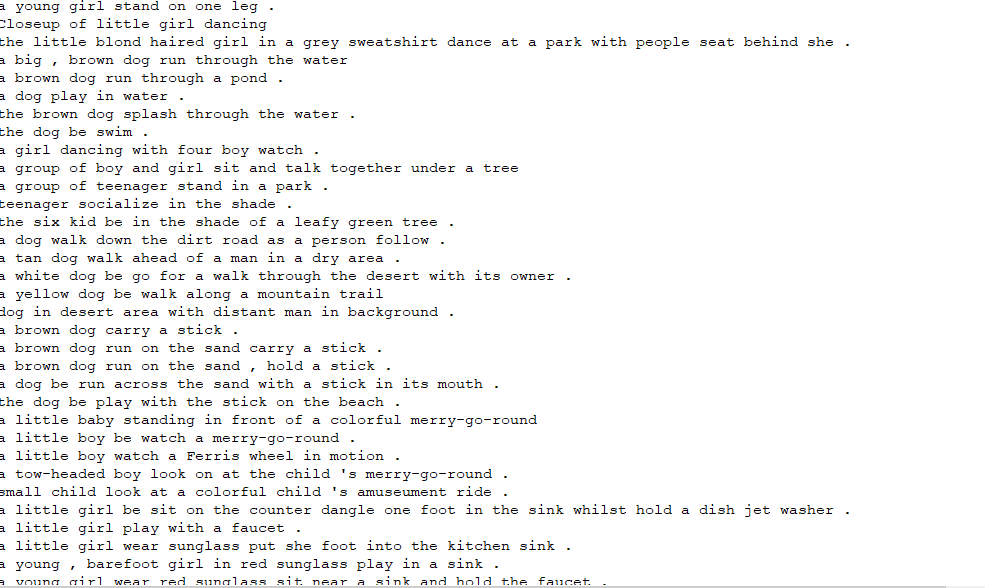 a young girl stand on one leg .
Closeup of little girl dancing
the little blond haired girl in a grey sweatshirt dance at a park with people seat behind she .
a big , brown dog run through the water
a brown dog run through a pond .
a dog play in water .
the brown dog splash through the water .
the dog be swim .
a girl dancing with four boy watch .
a group of boy and girl sit and talk together under a tree
a group of teenager stand in a park .
teenager socialize in the shade .
the six kid be in the shade of a leafy green tree .
a dog walk down the dirt road as a person follow .
a tan dog walk ahead of a man in a dry area .
a white dog be go for a walk through the desert with its owner .
a yellow dog be walk along a mountain trail
dog in desert area with distant man in background .
a brown dog carry a stick .
a brown dog run on the sand carry a stick .
a brown dog run on the sand , hold a stick .
a dog be run across the sand with a stick in its mouth .
the dog be play with the stick on the beach .
a little baby standing in front of a colorful merry-go-round
a little boy be watch a merry-go-round .
a little boy watch a Ferris wheel in motion .
a tow-headed boy look on at the child 's merry-go-round .
small child look at a colorful child 's amuseument ride .
a little girl be sit on the counter dangle one foot in the sink whilst hold a dish jet washer .
a little girl play with a faucet .
a little girl wear sunglass put she foot into the kitchen sink .
a young , barefoot girl in red sunglass play in a sink .
a young girl wear red sunglass sit near a sink and hold the faucet .